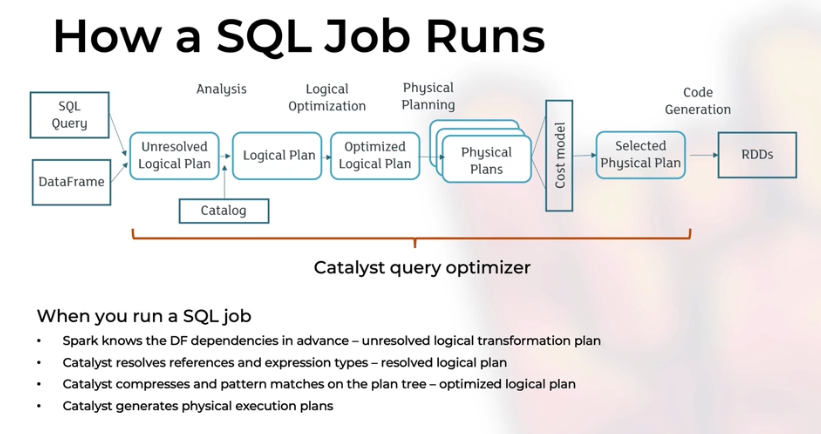 How a SQL Job Runs
Analysis
Logical
Optimization
Physical
Planning
Code
Generation
SQL
Query
DataFrame
Unresolved
Logical Plan
Catalog
Logical Plan
Optimized
Logical Plan
Physical
Plans
Cost model
Selected
Physical Plan
RDDs
Catalyst query optimizer
When you run a SQL job
• Spark knows the DF dependencies in advance – unresolved logical transformation plan
• Catalyst resolves references and expression types – resolved logical plan
• Catalyst compresses and pattern matches on the plan tree – optimized logical plan
• Catalyst generates physical execution plans